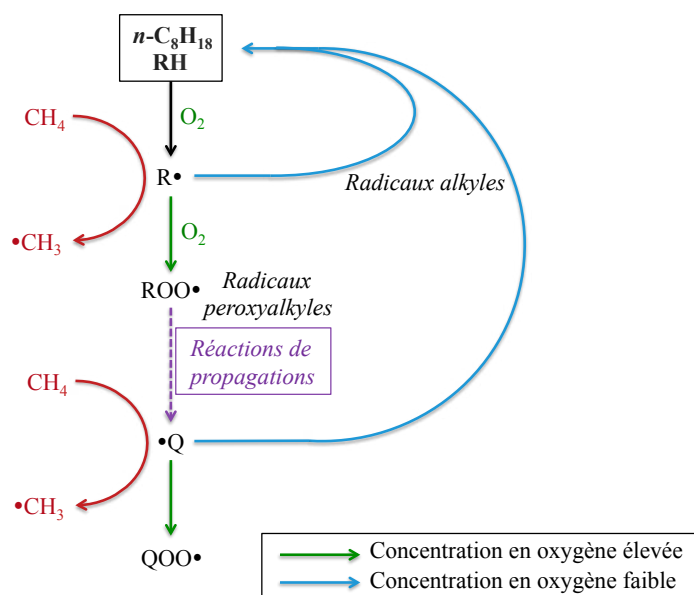 n-C8H18
RH
CH4
O2
R•
Radicaux alkyles
•CH3
O2
ROO•
Radicaux
peroxyalkyles
Réactions de
propagations
CH4
•Q
•CH3
QOO•
Concentration en oxygène élevée
Concentration en oxygène faible